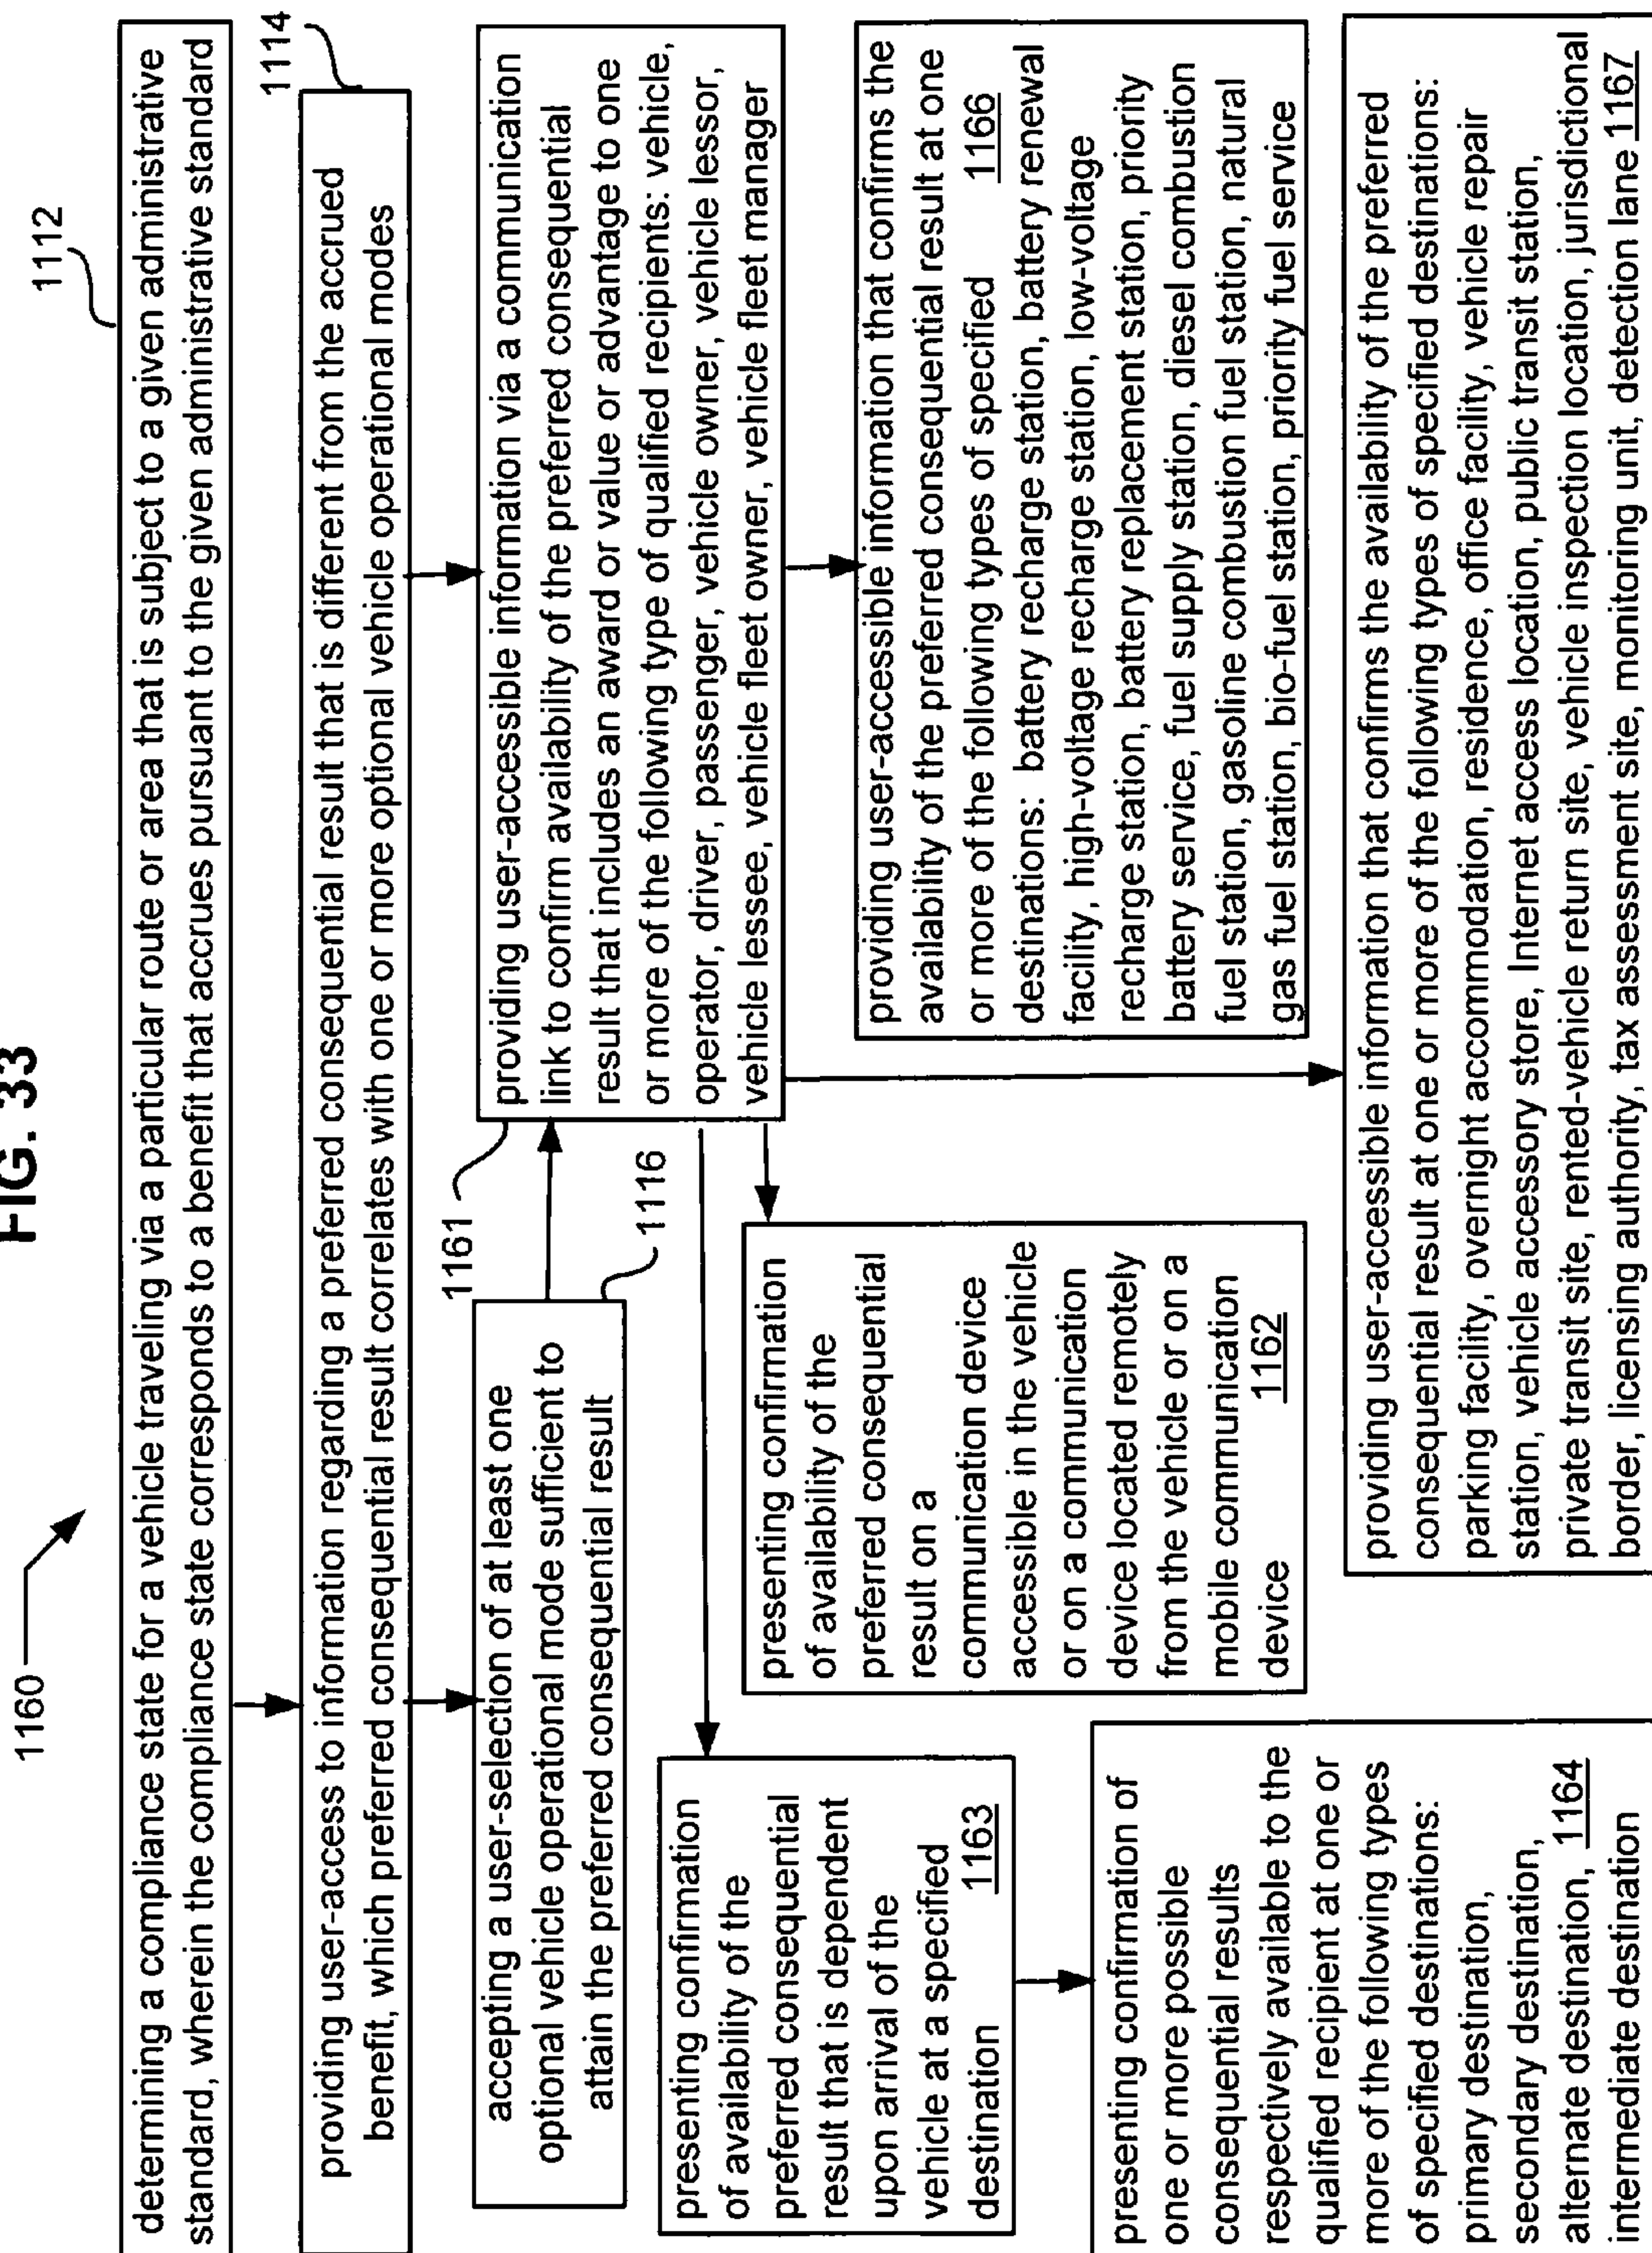 FIG. 33
1160
1112
determining a compliance state for a vehicle traveling via a particular route or area that is subject to a given administrative
standard, wherein the compliance state corresponds to a benefit that accrues pursuant to the given administrative standard
1114
providing user-access to information regarding a preferred consequential result that is different from the accrued
benefit, which preferred consequential result correlates with one or more optional vehicle operational modes
accepting a user-selection of at least one
optional vehicle operational mode sufficient to
attain the preferred consequential result
1116
1161
providing user-accessible information via a communication
link to confirm availability of the preferred consequential
result that includes an award or value or advantage to one
or more of the following type of qualified recipients: vehicle,
operator, driver, passenger, vehicle owner, vehicle lessor,
vehicle lessee, vehicle fleet owner, vehicle fleet manager
presenting confirmation
of availability of the
preferred consequential
result that is dependent
upon arrival of the
vehicle at a specified
destination 1163
presenting confirmation
of availability of the
preferred consequential
result on a
communication device
accessible in the vehicle
or on a communication
device located remotely
from the vehicle or on a
mobile communication
device 1162
providing user-accessible information that confirms the
availability of the preferred consequential result at one
or more of the following types of specified 1166
destinations: battery recharge station, battery renewal
facility, high-voltage recharge station, low-voltage
recharge station, battery replacement station, priority
battery service, fuel supply station, diesel combustion
fuel station, gasoline combustion fuel station, natural
gas fuel station, bio-fuel station, priority fuel service
presenting confirmation of
one or more possible
consequential results
respectively available to the
qualified recipient at one or
more of the following types
of specified destinations:
primary destination,
secondary destination,
alternate destination, 1164
intermediate destination
providing user-accessible information that confirms the availability of the preferred
consequential result at one or more of the following types of specified destinations:
parking facility, overnight accommodation, residence, office facility, vehicle repair
station, vehicle accessory store, Internet access location, public transit station,
private transit site, rented-vehicle return site, vehicle inspection location, jurisdictional
border, licensing authority, tax assessment site, monitoring unit, detection lane 1167